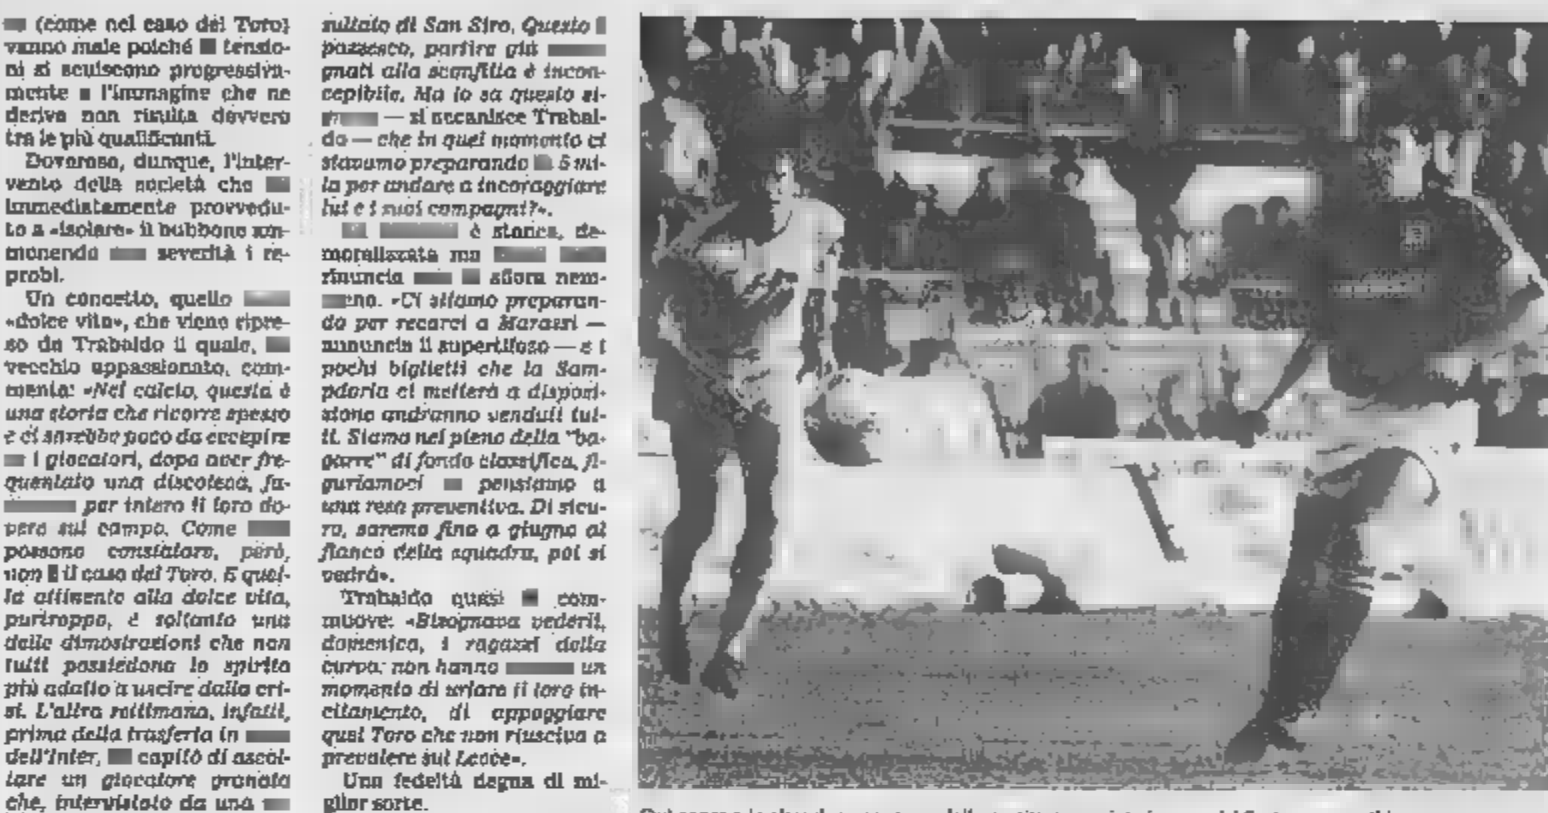 (come nel caso del Toro)
vanno male poiché tensio-
ni si acuiscono progressiva-
mente l'immagine che ne
deriva non risulta davvero
tra le più qualificanti.
Doveroso, dunque, l'inter-
vento della società che
immediatamente provvedu-
to a «isolare» il bubbone am-
monendo severità i re-
probi.
Un concetto, quello
«dolce vita», che viene ripre-
so da Trabaldo il quale,
vecchio appassionato, com-
menta: «Nel calcio, questa è
una storia che ricorre spesso
e ci sarebbe poco da eccepire
i giocatori, dopo aver fre-
quentato una discoteca, fa-
per intero il loro do-
vere sul campo. Come
possono constatare, però,
non il caso del Toro. E quel-
la attinente alla dolce vita,
purtroppo, è soltanto una
delle dimostrazioni che non
tutti possiedono lo spirito
più adatto a uscire dalla cri-
si. L'altra settimana, infatti,
prima della trasferta in
dell'Inter, capitò di ascol-
tare un giocatore granata
che, intervistato da una
sultato di San Siro. Questo
pazzesco, partire già
gnati alla sconfitta è incon-
cepibile. Ma lo sa questo si-
— si accanisce Trabal-
do — che in quel momento ci
stavamo preparando 5 mi-
la per andare a incoraggiare
lui e i suoi compagni?».
è stanca, de-
moralizzata ma
rinuncia sfiora nem-
meno. «Ci stiamo preparan-
do per recarci a Marassi —
annuncia il supertifoso — e i
pochi biglietti che la Sam-
pdoria ci metterà a disposi-
zione andranno venduti tut-
ti. Siamo nel pieno della "ba-
garre" di fondo classifica, fi-
guriamoci pensiamo a
una resa preventiva. Di sicu-
ro, saremo fino a giugno al
fianco della squadra, poi si
vedrà».
Trabaldo quasi com-
muove: «Bisognava vederli,
domenica, i ragazzi della
curva: non hanno un
momento di urlare il loro in-
citamento, di appoggiare
quel Toro che non riusciva a
prevalere sul Lecce».
Una fedeltà degna di mi-
glior sorte.